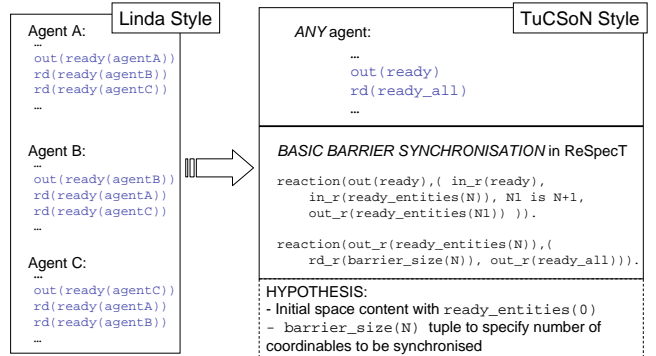 Linda Style
Agent A:
…
out(ready(agentA))
rd(ready(agentB))
rd(ready(agentC))
…
Agent B:
…
out(ready(agentB))
rd(ready(agentA))
rd(ready(agentC))
…
Agent C:
…
out(ready(agentC))
rd(ready(agentA))
rd(ready(agentB))
…
TuCSoN Style
ANY agent:
…
out(ready)
rd(ready_all)
…
BASIC BARRIER SYNCHRONISATION in ReSpecT
reaction(out(ready),( in_r(ready),
in_r(ready_entities(N)), N1 is N+1,
out_r(ready_entities(N1)) )).
reaction(out_r(ready_entities(N)),(
rd_r(barrier_size(N)), out_r(ready_all))).
HYPOTHESIS:
- Initial space content with ready_entities(0)
- barrier_size(N) tuple to specify number of
coordinables to be synchronised